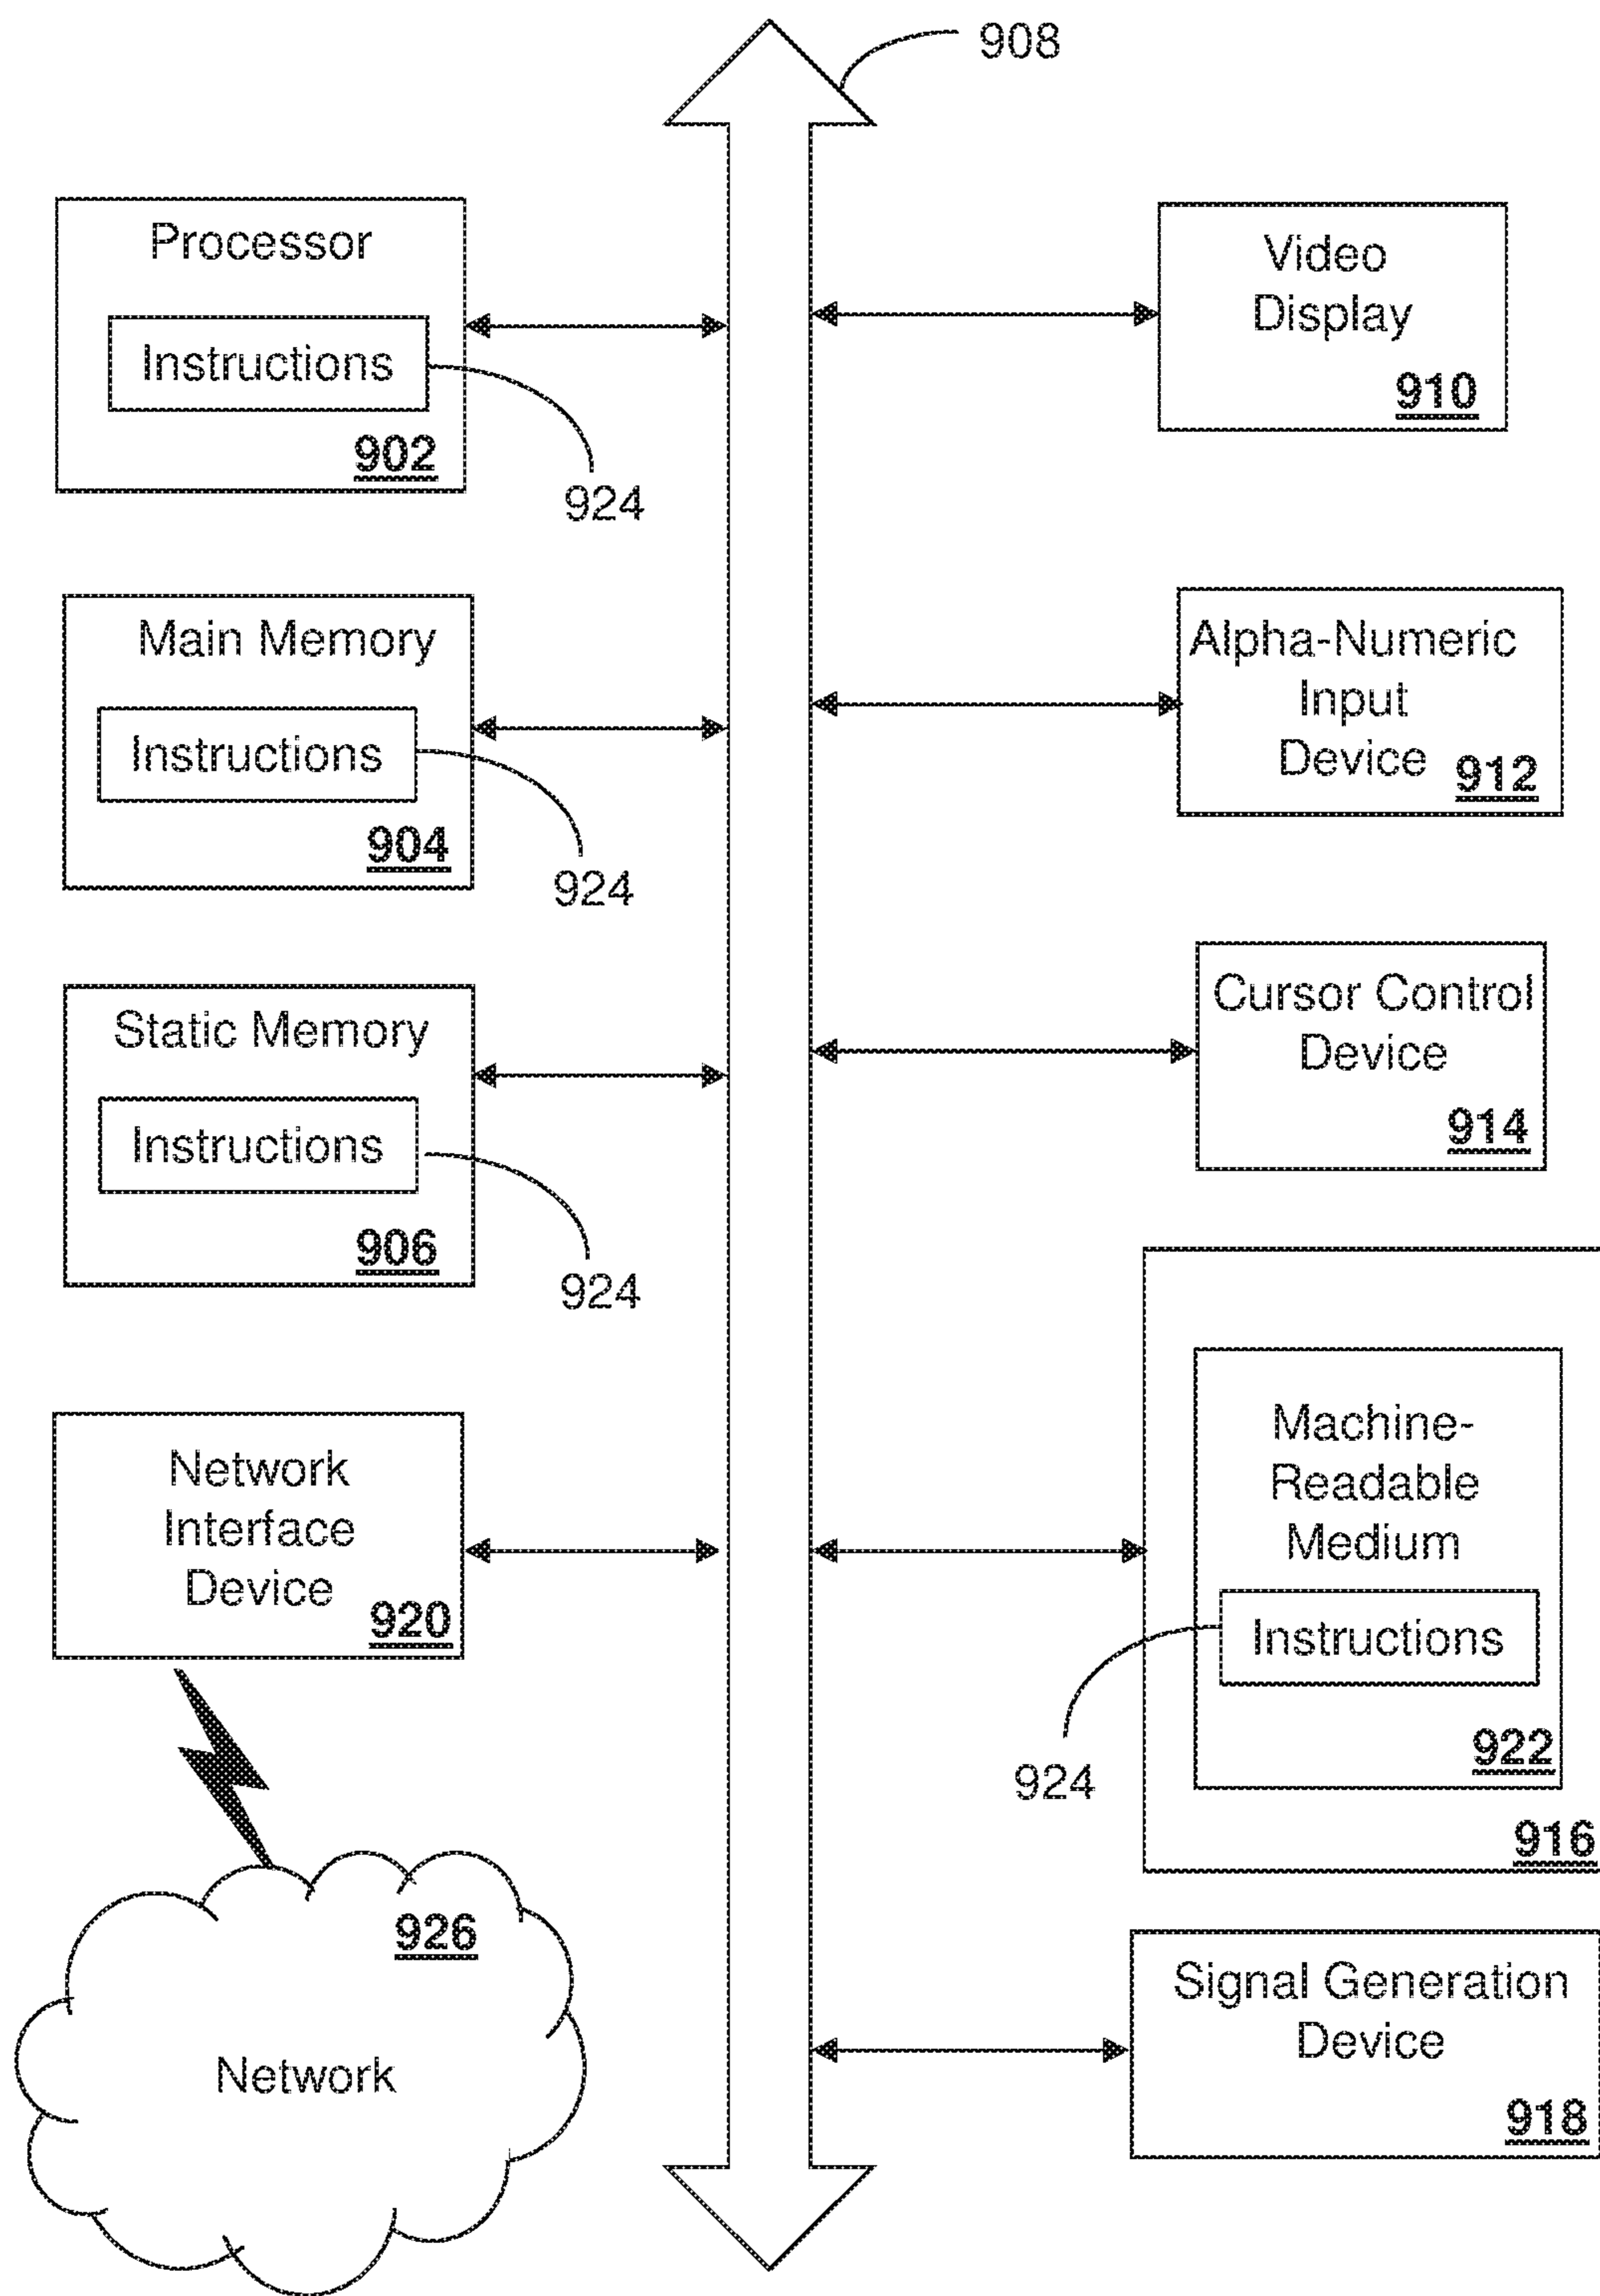 908
Processor
Instructions
902
924
Main Memory
Instructions
904
924
Static Memory
Instructions
906
924
Network
Interface
Device
920
926
Network
Video
Display
910
Alpha-Numeric
Input
Device
912
Cursor Control
Device
914
Machine-
Readable
Medium
Instructions
924
922
916
Signal Generation
Device
918